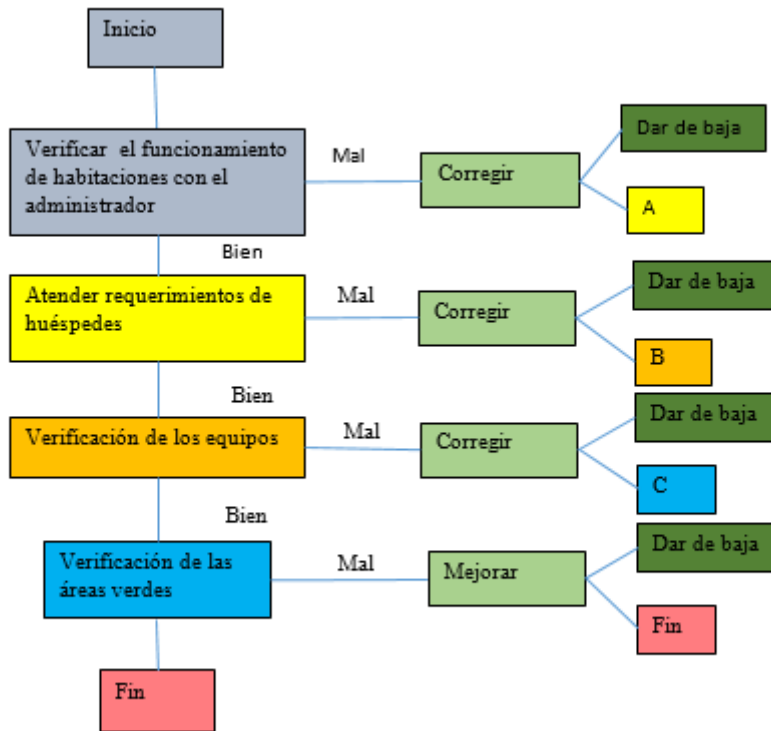 Inicio
Verificar el funcionamiento
de habitaciones con el
administrador
Mal
Corregir
Dar de baja
A
Bien
Atender requerimientos de
huéspedes
Mal
Corregir
Dar de baja
B
Bien
Verificación de los equipos
Mal
Corregir
Dar de baja
C
Bien
Verificación de las
áreas verdes
Mal
Mejorar
Dar de baja
Fin
Fin